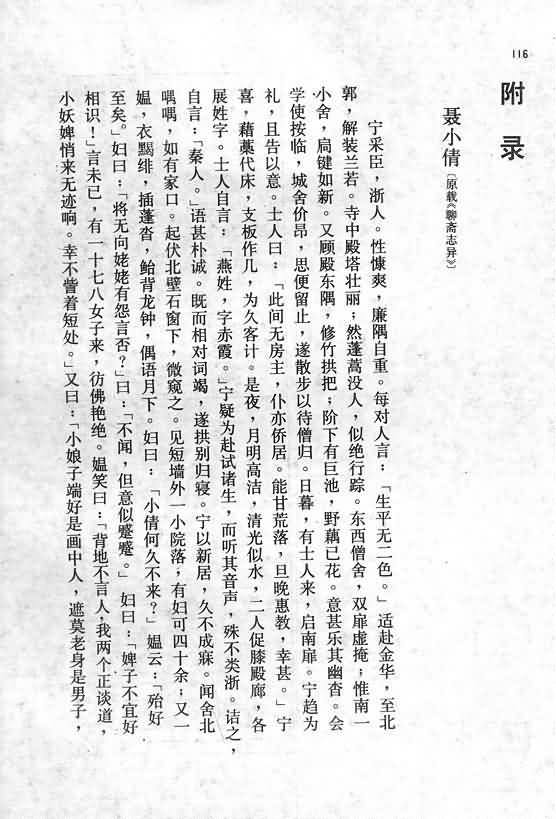 116
附录
聂小倩〔原载《聊斋志异》〕
宁采臣，浙人。性慷爽，廉隅自重。每对人言：“生平无二色。”适赴金华，至北
郭，解装兰若。寺中殿塔壮丽；然蓬蒿没人，似绝行踪。东西僧舍，双扉虚掩；惟南一
小舍，扃键如新。又顾殿东隅，修竹拱把；阶下有巨池，野藕已花。意甚乐其幽杳。会
学使按临，城舍价昂，思便留止，遂散步以待僧归。日暮，有士人来，启南扉。宁趋为
礼，且告以意。士人曰：“此间无房主，仆亦侨居。能甘荒落，旦晚惠教，幸甚。”宁
喜，藉藁代床，支板作几，为久客计。是夜，月明高洁，清光似水，二人促膝殿廊，各
展姓字。士人自言：“燕姓，字赤霞。”宁疑为赴试诸生，而听其音声，殊不类浙。诘之，
自言：“秦人。”语甚朴诚。既而相对词竭，遂拱别归寝。宁以新居，久不成寐。闻舍北
喁喁，如有家口。起伏北壁石窗下，微窥之。见短墙外一小院落，有妇可四十余；又一
媪，衣䵣绯，插蓬沓，鲐背龙钟，偶语月下。妇曰：“小倩何久不来？”媪云：“殆好
至矣。”妇曰：“将无向姥姥有怨言否？”曰：“不闻，但意似蹙蹙。”妇曰：“婢子不宜好
相识！”言未已，有一十七八女子来，彷佛艳绝。媪笑曰：“背地不言人，我两个正谈道，
小妖婢悄来无迹响。幸不訾着短处。”又曰：“小娘子端好是画中人，遮莫老身是男子，